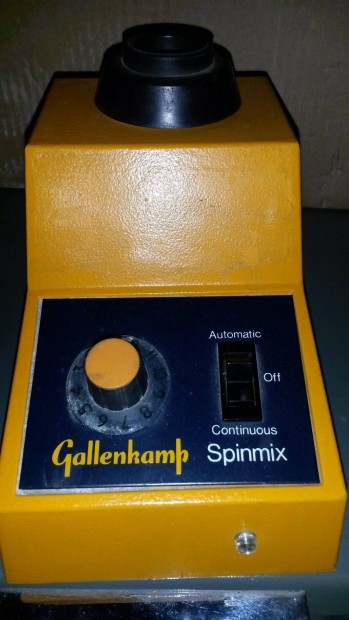 Automatic
Off
Continuous
Gallenkamp Spinmix